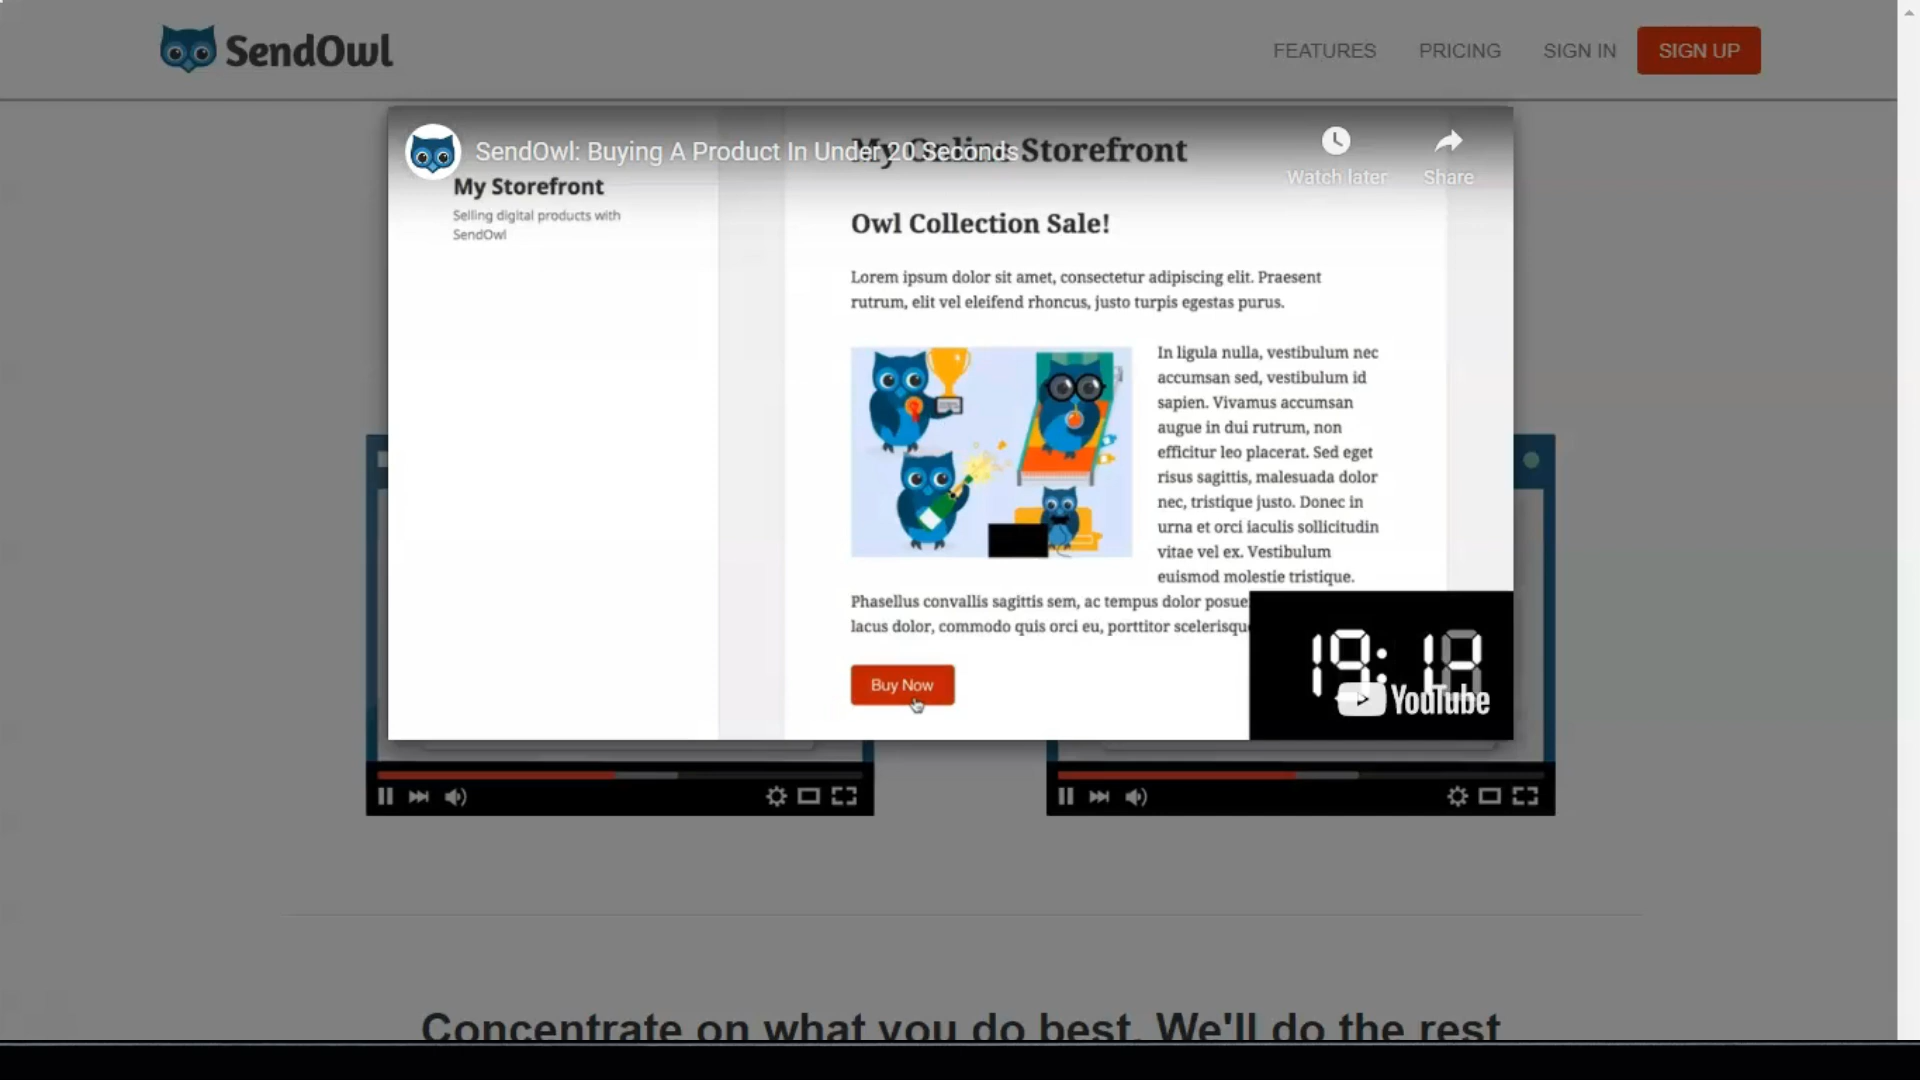 SendOwl
FEATURES
PRICING
SIGN IN
SIGN UP
SendOwl: Buying A Product In Under 20 Seconds
My Online Storefront
Watch later
Share
My Storefront
Selling digital products with
SendOwl
Owl Collection Sale!
Lorem ipsum dolor sit amet, consectetur adipiscing elit. Praesent
rutrum, elit vel eleifend rhoncus, justo turpis egestas purus.
In ligula nulla, vestibulum nec
accumsan sed, vestibulum id
sapien. Vivamus accumsan
augue in dui rutrum, non
efficitur leo placerat. Sed eget
risus sagittis, malesuada dolor
nec, tristique justo. Donec in
urna et orci iaculis sollicitudin
vitae vel ex. Vestibulum
euismod molestie tristique.
Phasellus convallis sagittis sem, ac tempus dolor posue
lacus dolor, commodo quis orci eu, porttitor scelerisqu
Buy Now
YouTube
Concentrate on what you do best. We'll do the rest